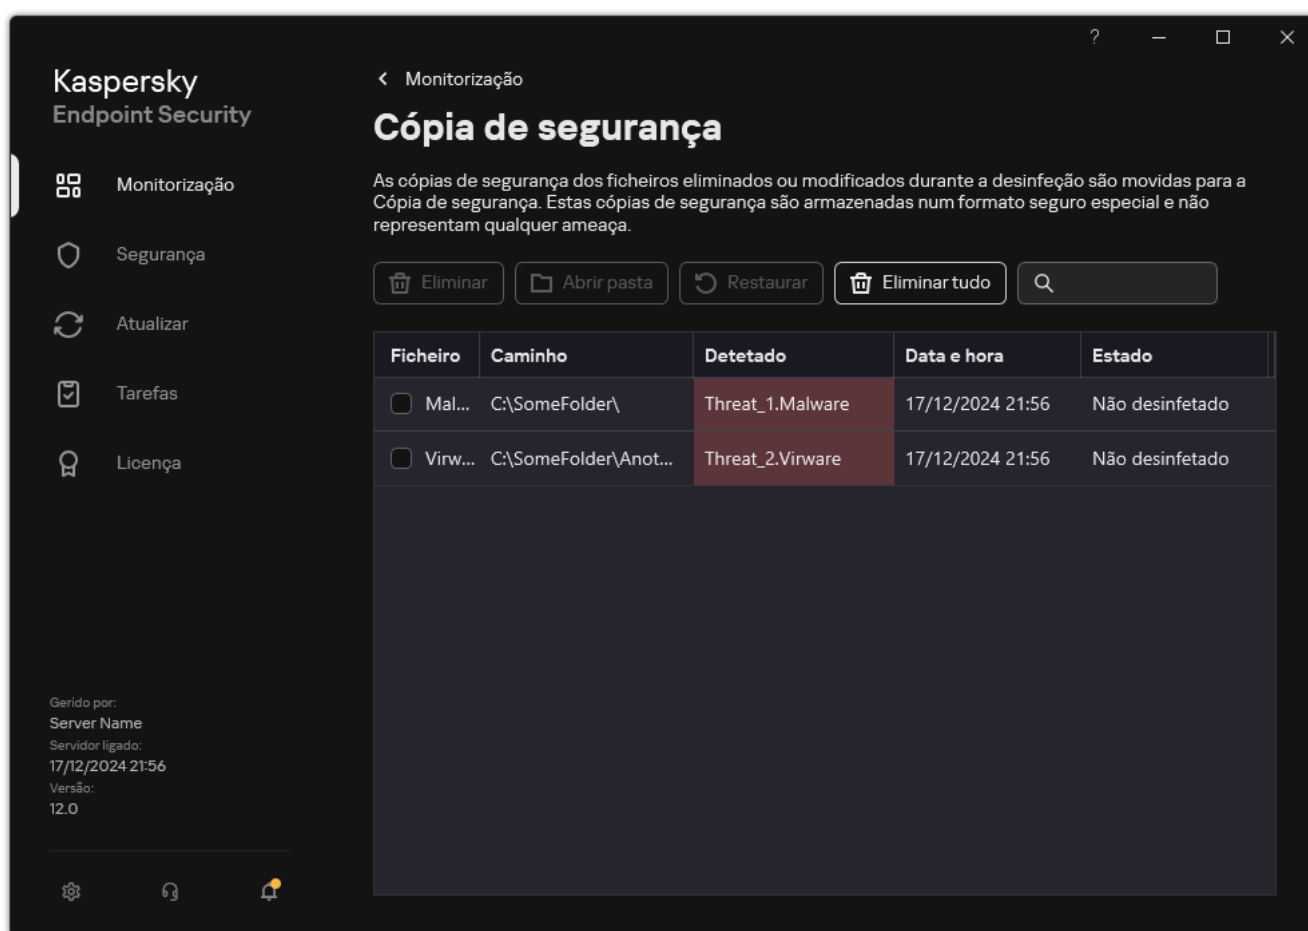 ?
Kaspersky
Endpoint Security
Monitorização
Segurança
Atualizar
Tarefas
Licença
Gerido por:
Server Name
Servidor ligado:
17/12/2024 21:56
Versão:
12.0
Monitorização
Cópia de segurança
As cópias de segurança dos ficheiros eliminados ou modificados durante a desinfeção são movidas para a
Cópia de segurança. Estas cópias de segurança são armazenadas num formato seguro especial e não
representam qualquer ameaça.
Eliminar Abrir pasta Restaurar Eliminar tudo
Ficheiro Caminho Detetado Data e hora Estado
Mal... C:\SomeFolder\ Threat_1.Malware 17/12/2024 21:56 Não desinfetado
Virw... C:\SomeFolder\Anot... Threat_2.Virware 17/12/2024 21:56 Não desinfetado